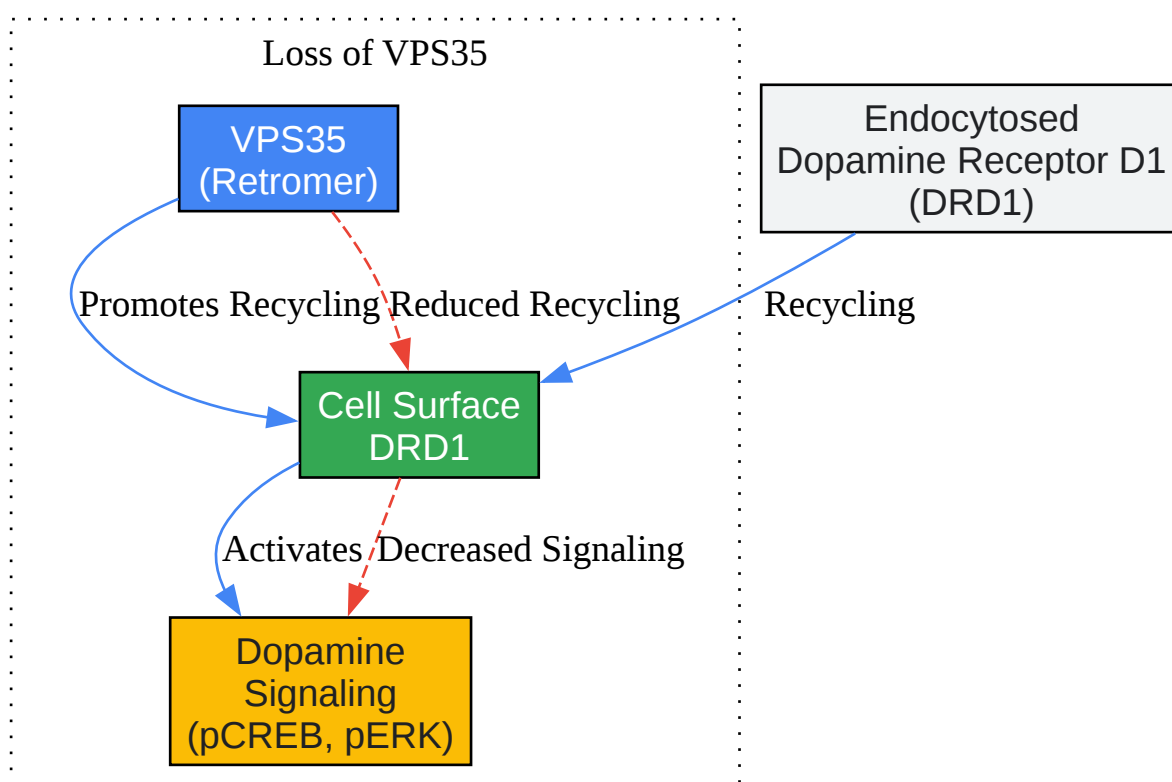 Loss of VPS35
VPS35
(Retromer)
Endocytosed
Dopamine Receptor D1
(DRD1)
Promotes Recycling
Reduced Recycling
Recycling
Cell Surface
DRD1
Activates
Decreased Signaling
Dopamine
Signaling
(pCREB, pERK)